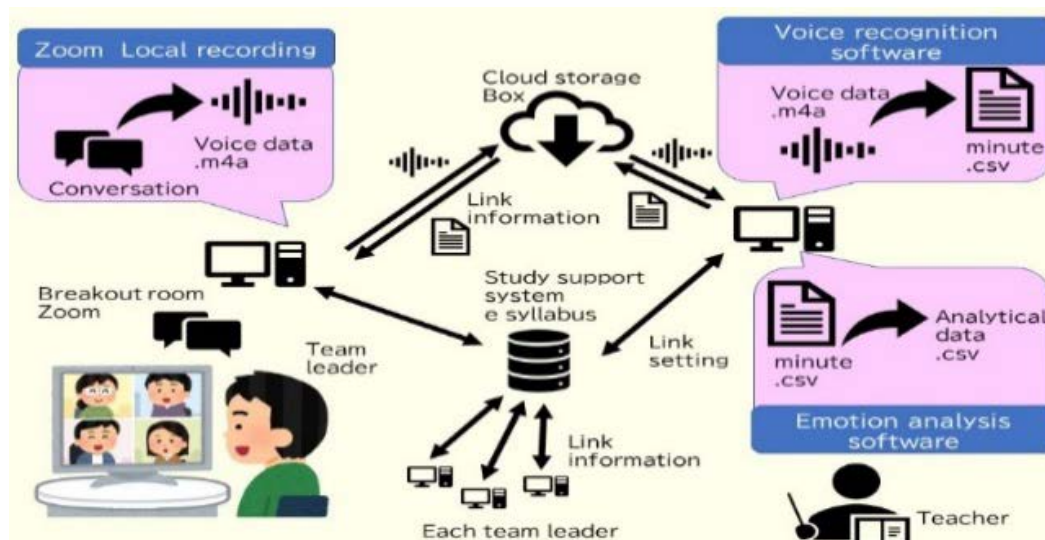 Zoom Local recording
Voice data
.m4a
Conversation
Cloud storage
Box
Link
information
Voice recognition
software
Voice data
.m4a
minute
.csv
Breakout room
Zoom
Team
leader
Study support
system
e syllabus
Link
setting
minute
.csv
Analytical
data
.csv
Emotion analysis
software
Link
information
Each team leader
Teacher